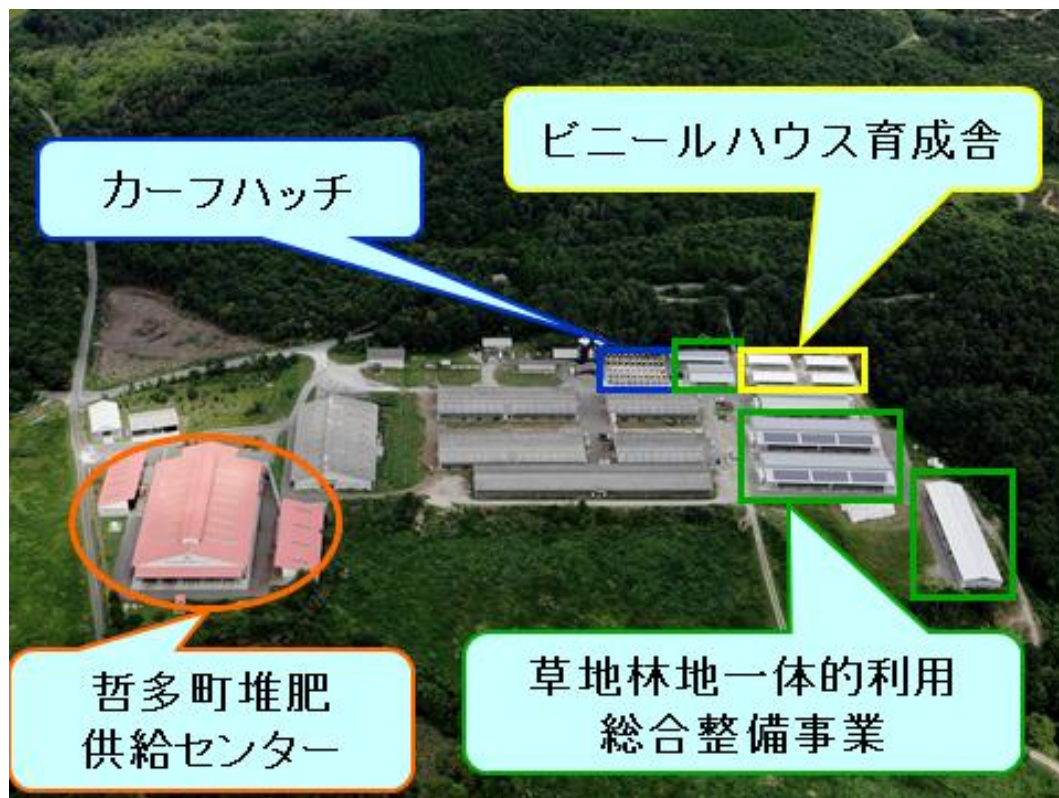 ビニールハウス育成舎
カーフハッチ
哲多町堆肥
供給センター
草地林地一体的利用
総合整備事業